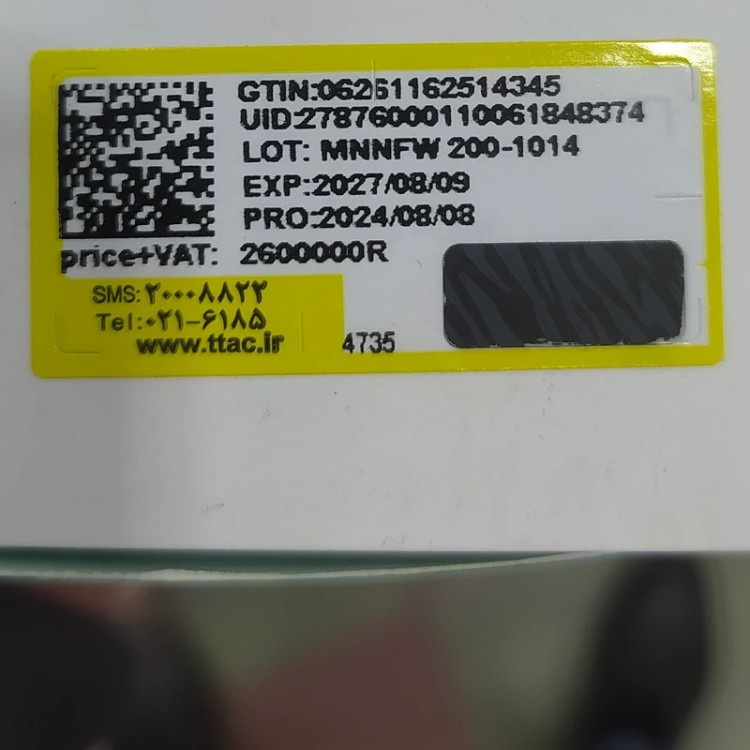 GTIN:06261162514345
UID:27876000110061848374
LOT: MNNFW 200-1014
EXP:2027/08/09
PRO:2024/08/08
price+VAT: 2600000R
SMS:۲۰۰۰۸۸۲۲
Tel:۰۲۱-۶۱۸۵
www.ttac.ir
4735